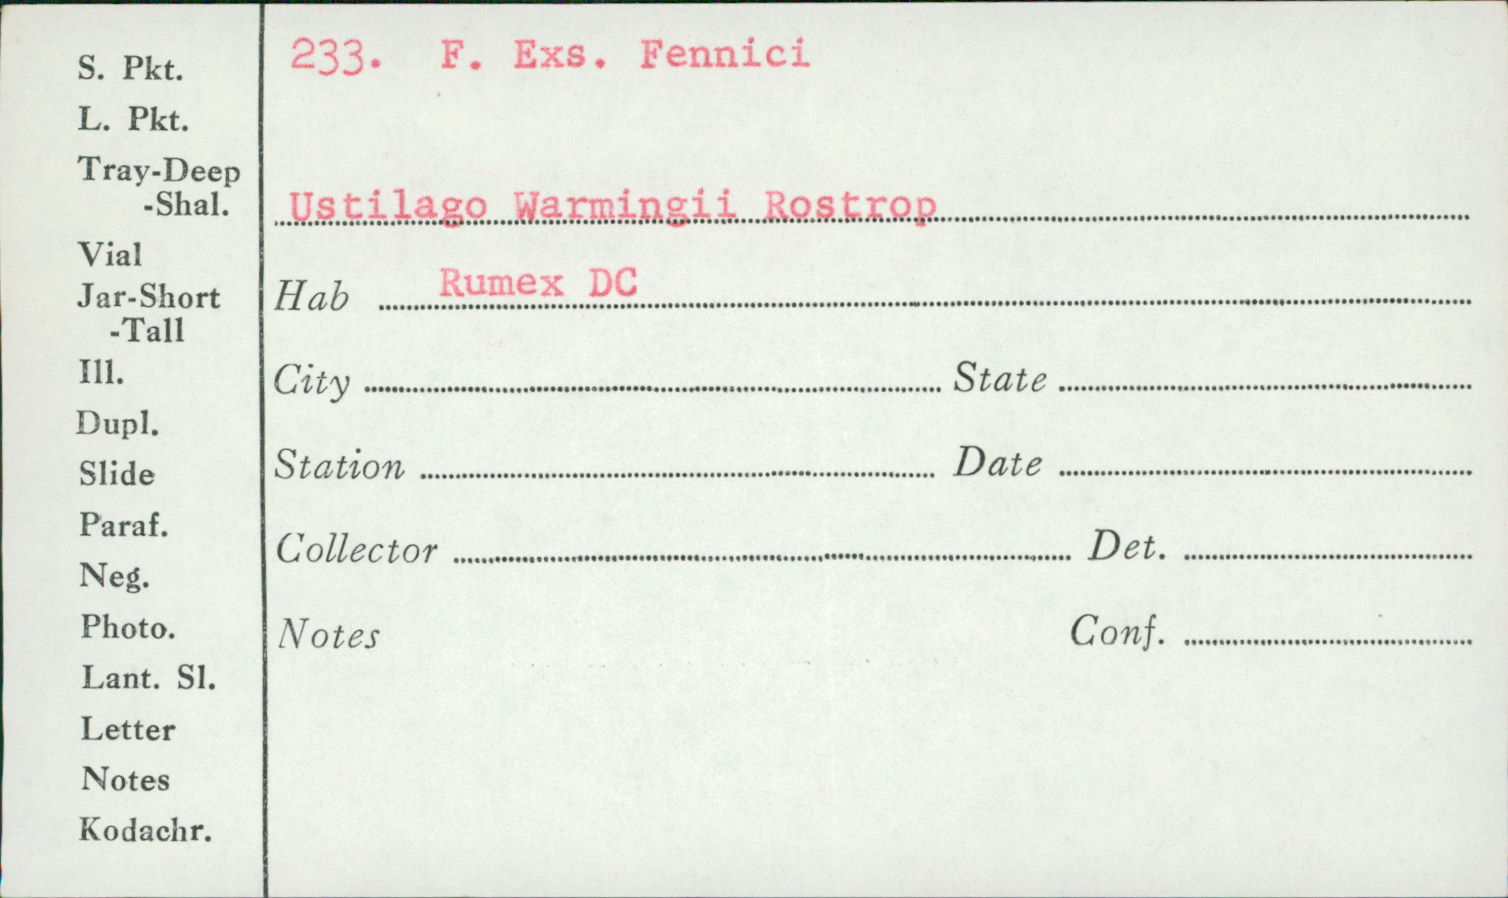 233. F. Exs. Fennici
Ustilago Warmingii Rostrop
Hab Rumex DC
City State
Station Date
Collector Det.
Notes Conf.
S. Pkt.
L. Pkt.
Tray-Deep
-Shal.
Vial
Jar-Short
-Tall
Ill.
Dupl.
Slide
Paraf.
Neg.
Photo.
Lant. Sl.
Letter
Notes
Kodachr.